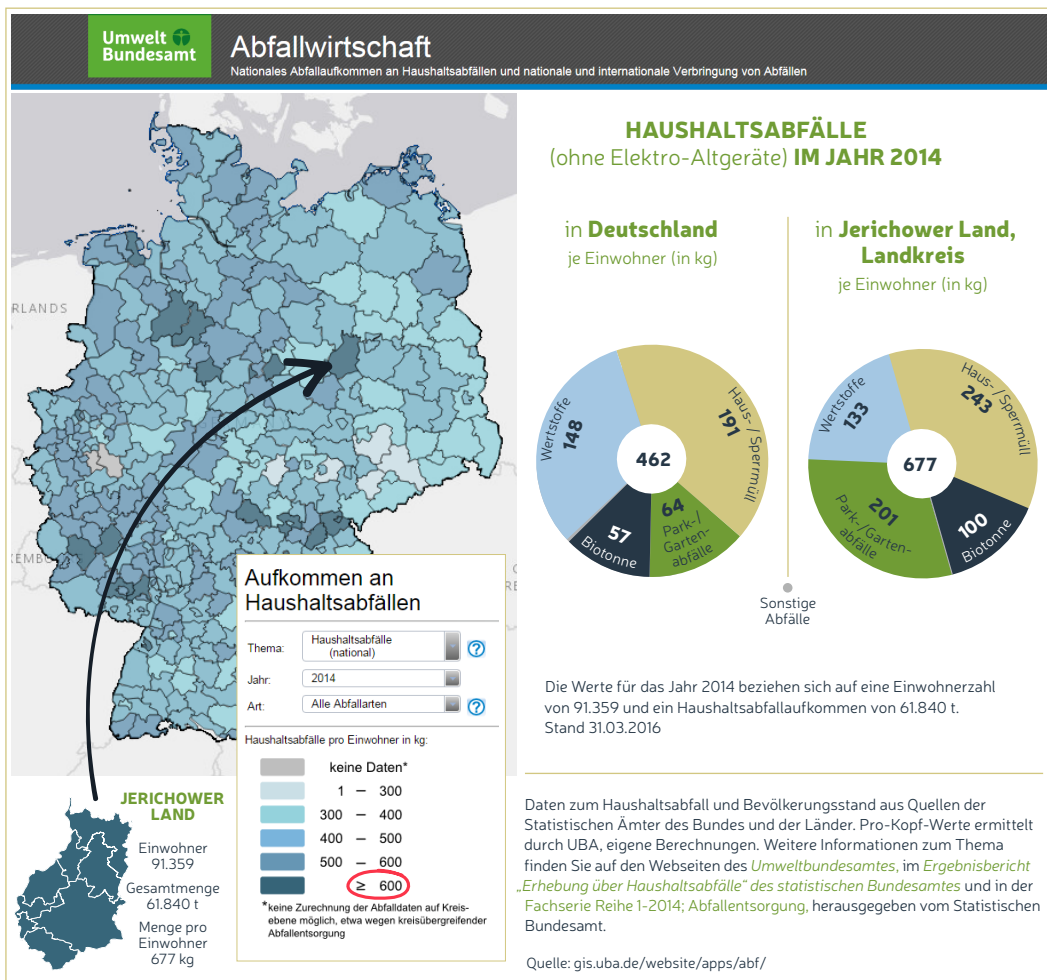 Umwelt
Bundesamt
Abfallwirtschaft
Nationales Abfallaufkommen an Haushaltsabfällen und nationale und internationale Verbringung von Abfällen
HAUSHALTSABFÄLLE
(ohne Elektro-Altgeräte) IM JAHR 2014
in Deutschland
je Einwohner (in kg)
in Jerichower Land,
Landkreis
je Einwohner (in kg)
RLANDS
Wertstoffe
148
Haus- / Sperrmüll
191
462
57
Biotonne
64
Park-/
Garten-
abfälle
Wertstoffe
133
Haus- / Sperrmüll
243
677
201
Park-/Garten-
abfälle
100
Biotonne
Sonstige
Abfälle
XEMBO
Aufkommen an
Haushaltsabfällen
Thema:
Haushaltsabfälle
(national)
?
Jahr:
2014
Art:
Alle Abfallarten
?
Haushaltsabfälle pro Einwohner in kg:
keine Daten*
1 – 300
300 – 400
400 – 500
500 – 600
≥ 600
*keine Zurechnung der Abfalldaten auf Kreis-
ebene möglich, etwa wegen kreisübergreifender
Abfallentsorgung
JERICHOWER
LAND
Einwohner
91.359
Gesamtmenge
61.840 t
Menge pro
Einwohner
677 kg
Die Werte für das Jahr 2014 beziehen sich auf eine Einwohnerzahl
von 91.359 und ein Haushaltsabfallaufkommen von 61.840 t.
Stand 31.03.2016
Daten zum Haushaltsabfall und Bevölkerungsstand aus Quellen der
Statistischen Ämter des Bundes und der Länder. Pro-Kopf-Werte ermittelt
durch UBA, eigene Berechnungen. Weitere Informationen zum Thema
finden Sie auf den Webseiten des Umweltbundesamtes, im Ergebnisbericht
„Erhebung über Haushaltsabfälle“ des statistischen Bundesamtes und in der
Fachserie Reihe 1-2014; Abfallentsorgung, herausgegeben vom Statistischen
Bundesamt.
Quelle: gis.uba.de/website/apps/abf/